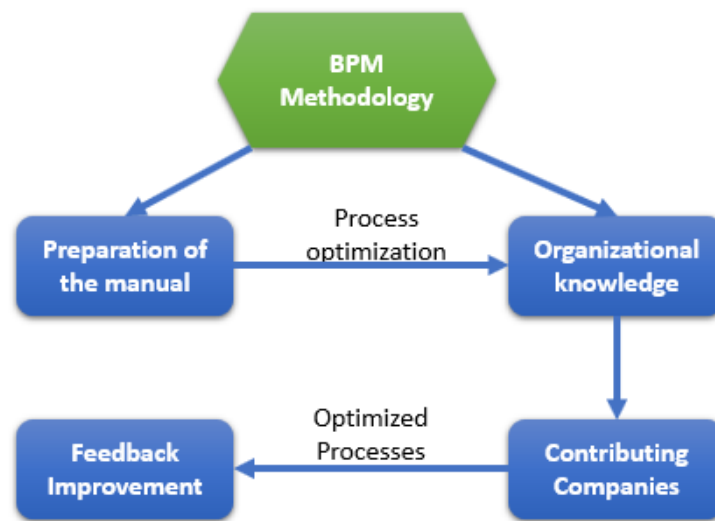 BPM
Methodology
Process
optimization
Preparation of
the manual
Organizational
knowledge
Optimized
Processes
Feedback
Improvement
Contributing
Companies